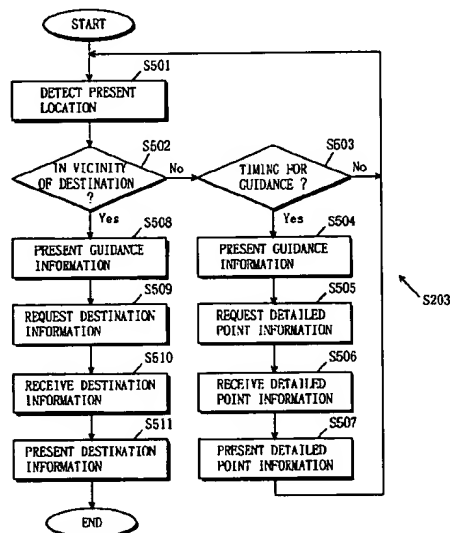 START
S501
DETECT PRESENT
LOCATION
S502
IN VICINITY
OF DESTINATION
?
No
Yes
S503
TIMING FOR
GUIDANCE ?
No
Yes
S508
PRESENT GUIDANCE
INFORMATION
S504
PRESENT GUIDANCE
INFORMATION
S509
REQUEST DESTINATION
INFORMATION
S505
REQUEST DETAILED
POINT INFORMATION
S510
RECEIVE DESTINATION
INFORMATION
S506
RECEIVE DETAILED
POINT INFORMATION
S511
PRESENT DESTINATION
INFORMATION
S507
PRESENT DETAILED
POINT INFORMATION
END
S203